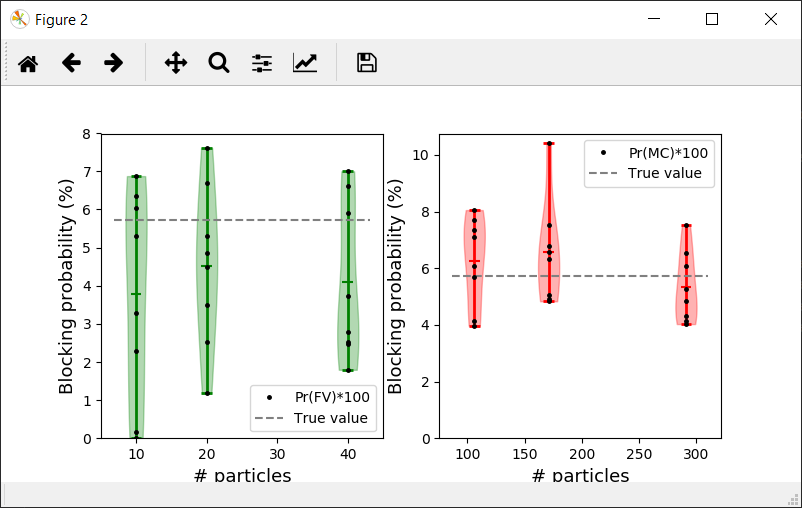 Figure 2
8
7
6
5
4
3
2
1
0
Blocking probability (%)
10
20
30
40
# particles
Pr(FV)*100
True value
10
8
6
4
2
0
Blocking probability (%)
100
150
200
250
300
# particles
Pr(MC)*100
True value